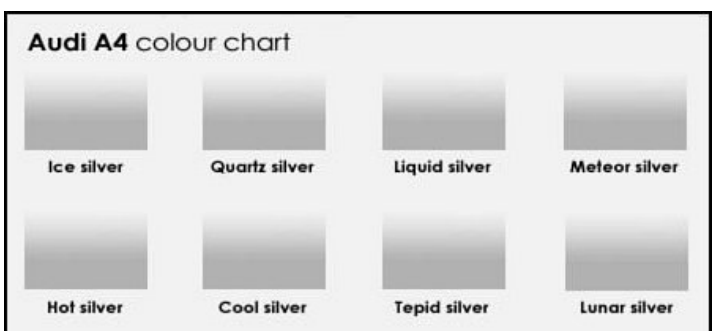 Audi A4 colour chart
Ice silver Quartz silver Liquid silver Meteor silver
Hot silver Cool silver Tepid silver Lunar silver